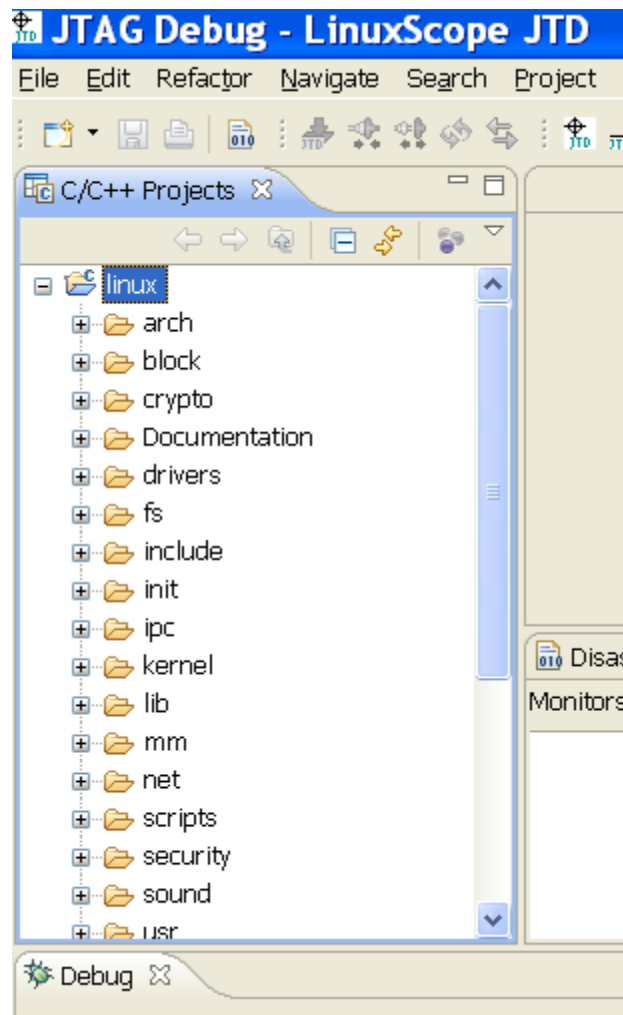 JTAG Debug - LinuxScope JTD
File Edit Refactor Navigate Search Project
C/C++ Projects
linux
arch
block
crypto
Documentation
drivers
fs
include
init
ipc
kernel
lib
mm
net
scripts
security
sound
usr
Disas
Monitors
Debug